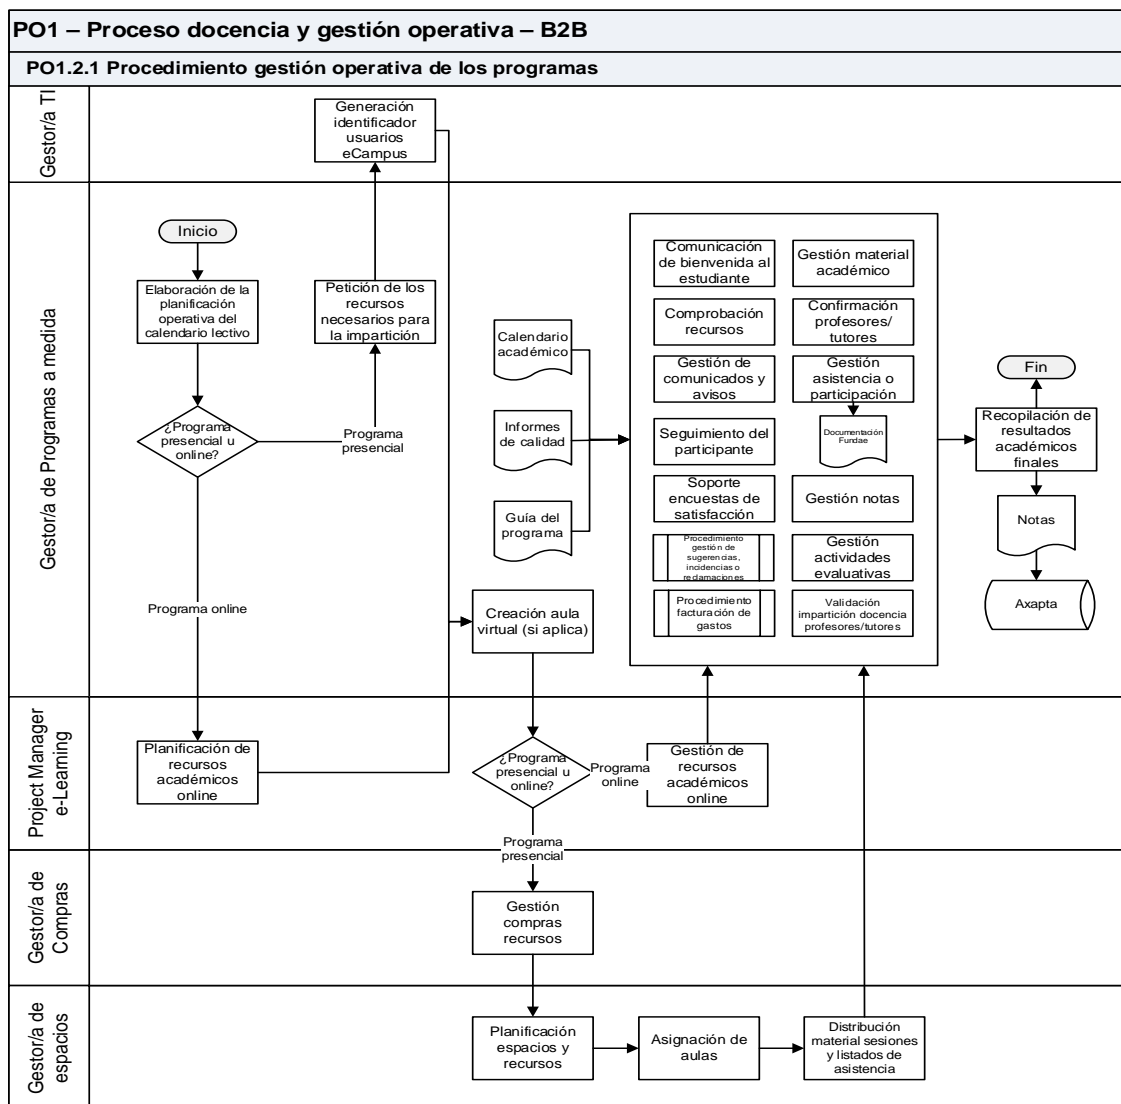 PO1 – Proceso docencia y gestión operativa – B2B
PO1.2.1 Procedimiento gestión operativa de los programas
Gestor/a TI
Generación
identificador
usuarios
eCampus
Gestor/a de Programas a medida
Inicio
Elaboración de la
planificación
operativa del
calendario lectivo
Petición de los
recursos
necesarios para
la impartición
¿Programa
presencial u
online?
Programa
presencial
Programa online
Calendario
académico
Informes
de calidad
Guía del
programa
Creación aula
virtual (si aplica)
Comunicación
de bienvenida al
estudiante
Comprobación
recursos
Gestión de
comunicados y
avisos
Seguimiento del
participante
Soporte
encuestas de
satisfacción
Procedimiento
gestión de
sugerencias,
incidencias o
reclamaciones
Procedimiento
facturación de
gastos
Gestión material
académico
Confirmación
profesores/
tutores
Gestión
asistencia o
participación
Documentación
Fundae
Gestión notas
Gestión
actividades
evaluativas
Validación
impartición docencia
profesores/tutores
Fin
Recopilación de
resultados
académicos
finales
Notas
Axapta
Project Manager
e-Learning
Planificación de
recursos
académicos
online
¿Programa
presencial u
online?
Programa
online
Gestión de
recursos
académicos
online
Programa
presencial
Gestor/a de
Compras
Gestión
compras
recursos
Gestor/a de
espacios
Planificación
espacios y
recursos
Asignación de
aulas
Distribución
material sesiones
y listados de
asistencia